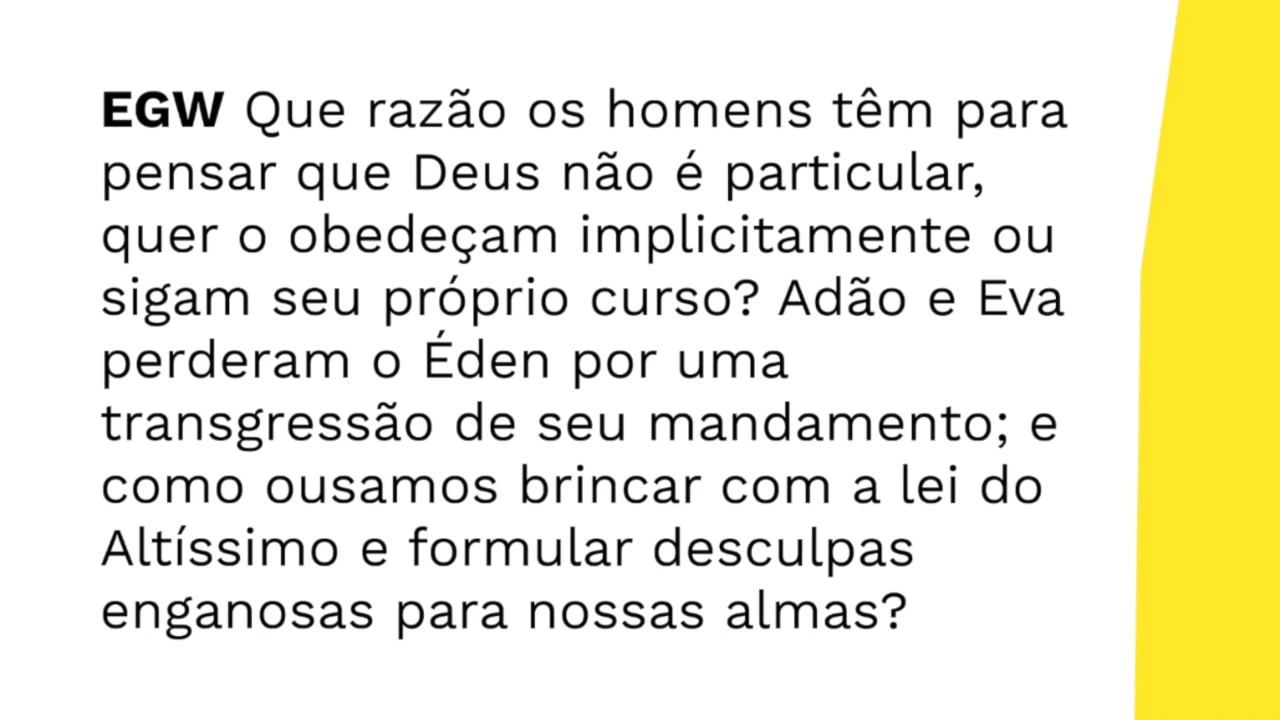 EGW Que razão os homens têm para
pensar que Deus não é particular,
quer o obedeçam implicitamente ou
sigam seu próprio curso? Adão e Eva
perderam o Éden por uma
transgressão de seu mandamento; e
como ousamos brincar com a lei do
Altíssimo e formular desculpas
enganosas para nossas almas?